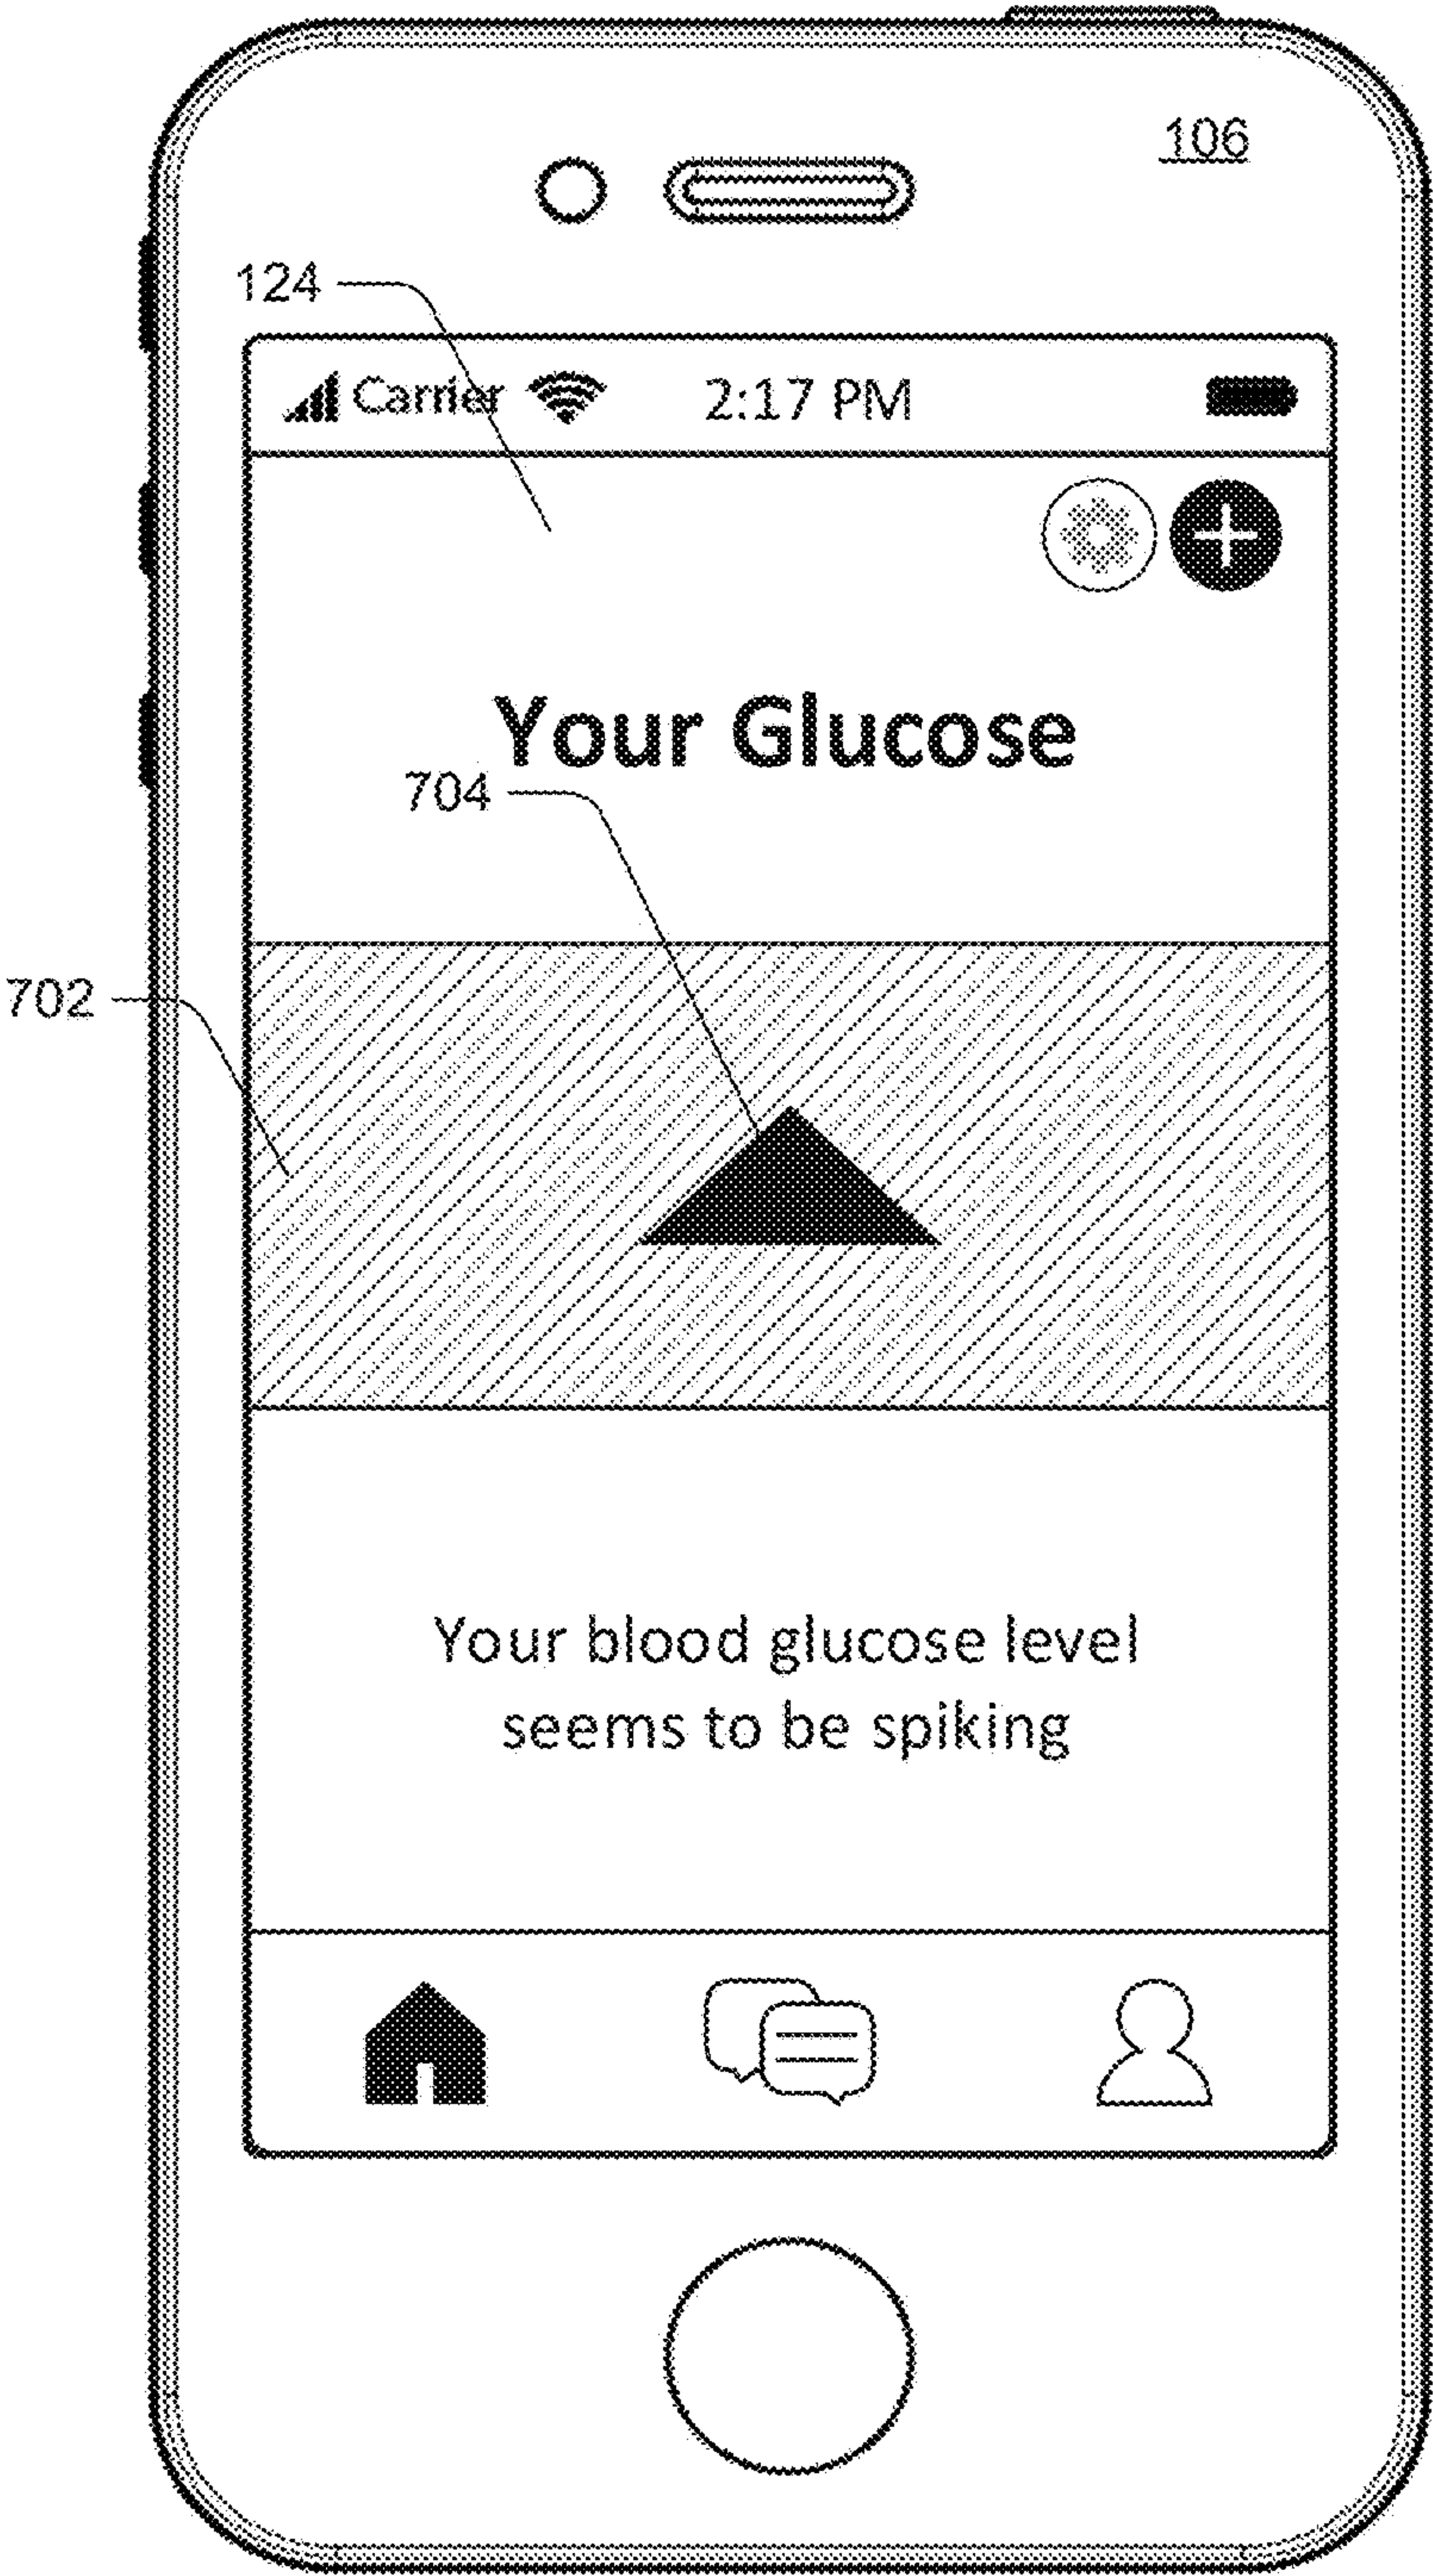 106
124
Carrier 2:17 PM
Your Glucose
704
702
Your blood glucose level
seems to be spiking